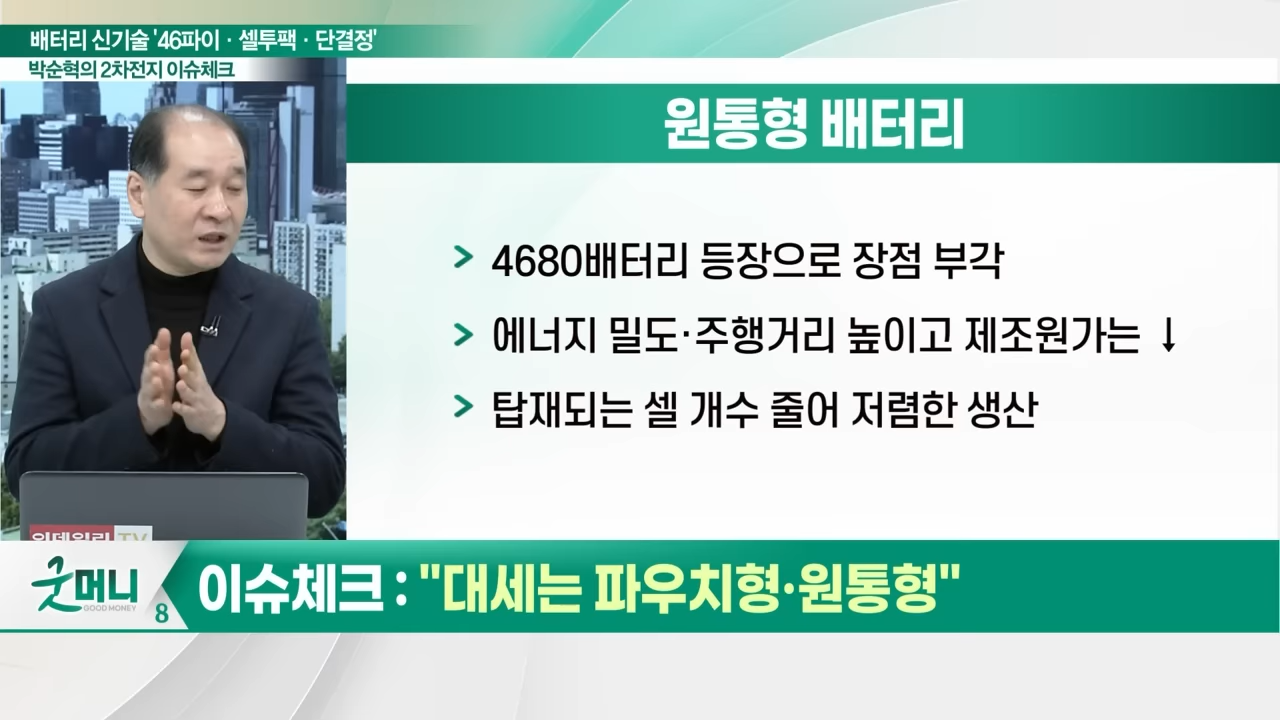 배터리 신기술 '46파이 · 셀투팩 · 단결정'
박순혁의 2차전지 이슈체크
원통형 배터리
> 4680배터리 등장으로 장점 부각
> 에너지 밀도·주행거리 높이고 제조원가는 ↓
> 탑재되는 셀 개수 줄어 저렴한 생산
이데일리 TV
굿머니
GOOD MONEY
8
이슈체크 : "대세는 파우치형·원통형"